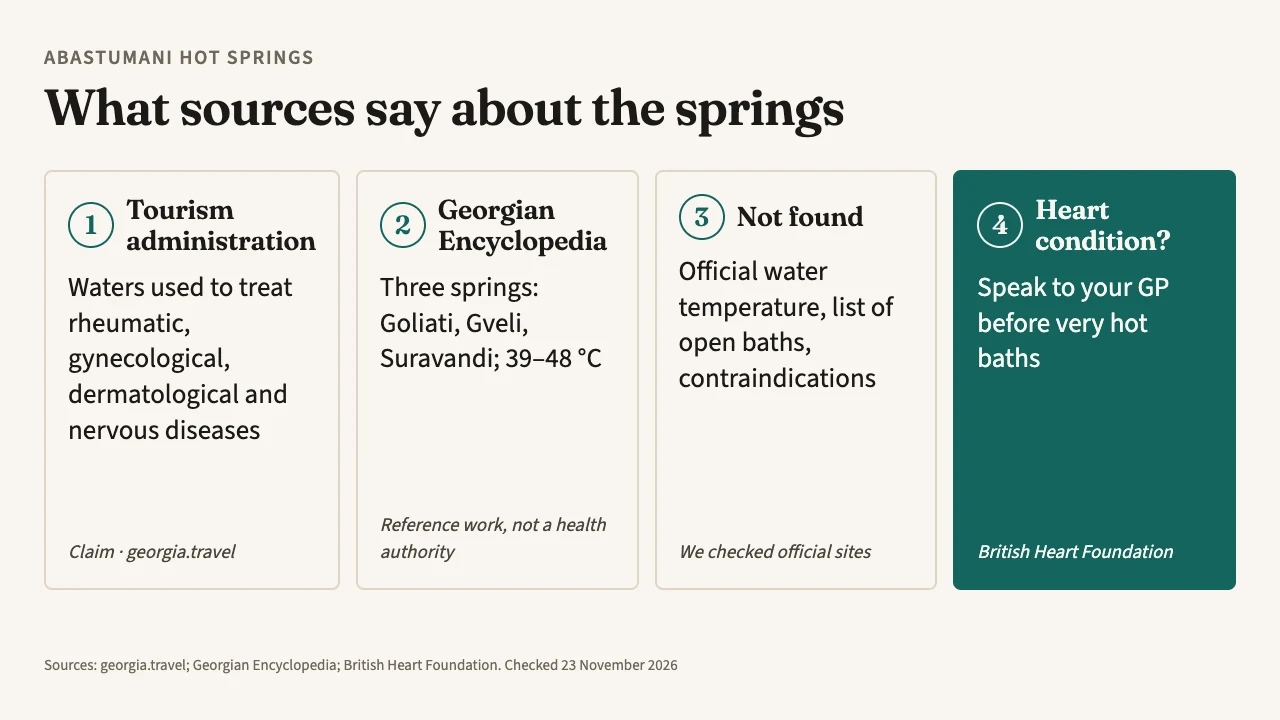 ABASTUMANI HOT SPRINGS
What sources say about the springs
1
Tourism
administration
Waters used to treat
rheumatic,
gynecological,
dermatological and
nervous diseases
Claim · georgia.travel
2
Georgian
Encyclopedia
Three springs:
Goliati, Gveli,
Suravandi; 39–48 °C
Reference work, not a health
authority
3
Not found
Official water
temperature, list of
open baths,
contraindications
We checked official sites
4
Heart
condition?
Speak to your GP
before very hot
baths
British Heart Foundation
Sources: georgia.travel; Georgian Encyclopedia; British Heart Foundation. Checked 23 November 2026